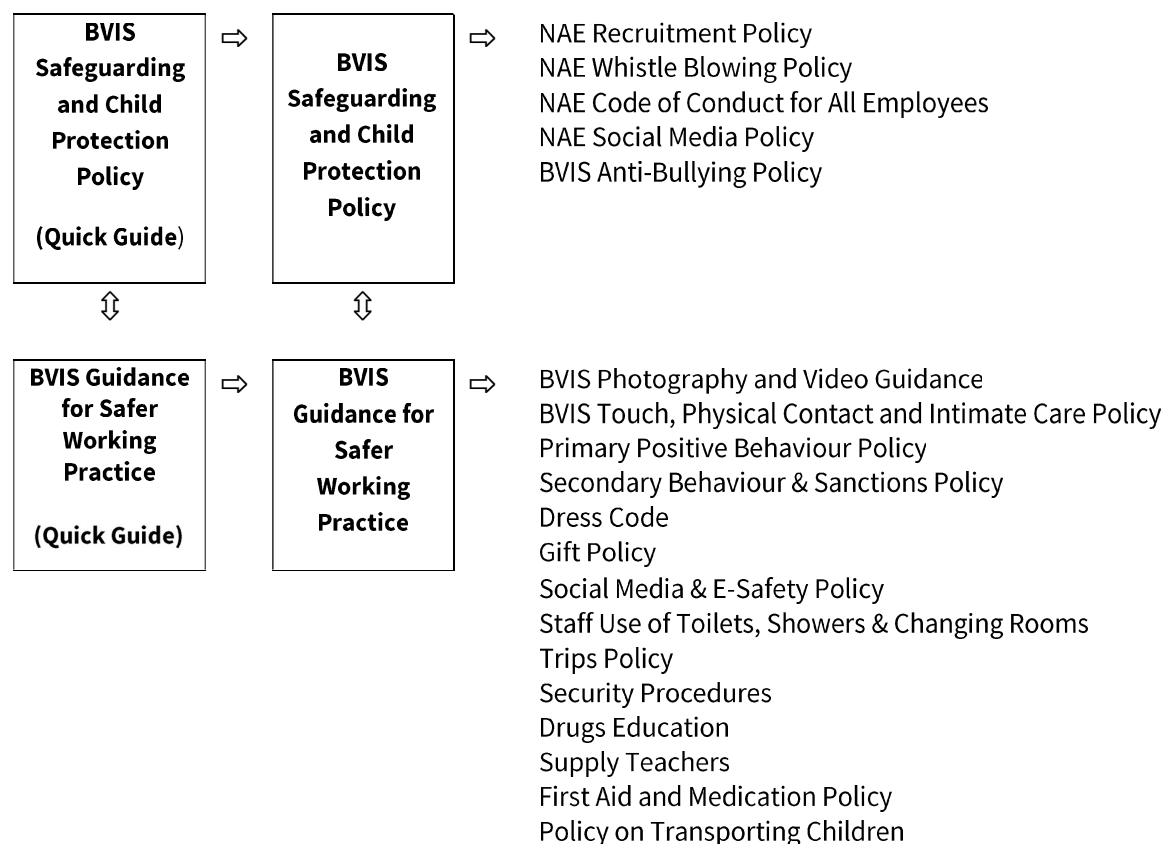 BVIS
Safeguarding
and Child
Protection
Policy
(Quick Guide)
BVIS
Safeguarding
and Child
Protection
Policy
NAE Recruitment Policy
NAE Whistle Blowing Policy
NAE Code of Conduct for All Employees
NAE Social Media Policy
BVIS Anti-Bullying Policy
BVIS Guidance
for Safer
Working
Practice
(Quick Guide)
BVIS
Guidance for
Safer
Working
Practice
BVIS Photography and Video Guidance
BVIS Touch, Physical Contact and Intimate Care Policy
Primary Positive Behaviour Policy
Secondary Behaviour & Sanctions Policy
Dress Code
Gift Policy
Social Media & E-Safety Policy
Staff Use of Toilets, Showers & Changing Rooms
Trips Policy
Security Procedures
Drugs Education
Supply Teachers
First Aid and Medication Policy
Policy on Transporting Children